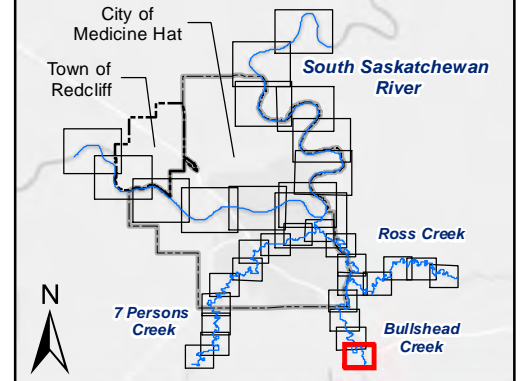 City of
Medicine Hat
Town of
Redcliff
South Saskatchewan
River
Ross Creek
N
7 Persons
Creek
Bullshead
Creek